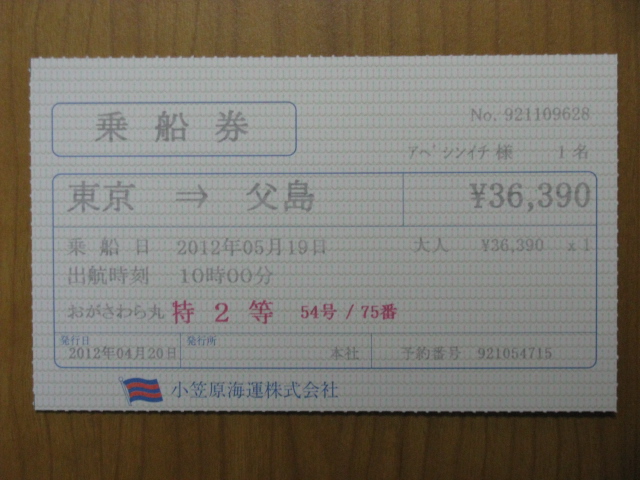 乗船券
No. 921109628
アベ シンイチ 様 1 名
東京 ⇒ 父島 ¥36,390
乗 船 日 2012年05月19日 大人 ¥36,390 x 1
出航時刻 10時00分
おがさわら丸 特 2 等 54号 / 75番
発行日 発行所
2012年04月20日 本社 予約番号 921054715
小笠原海運株式会社